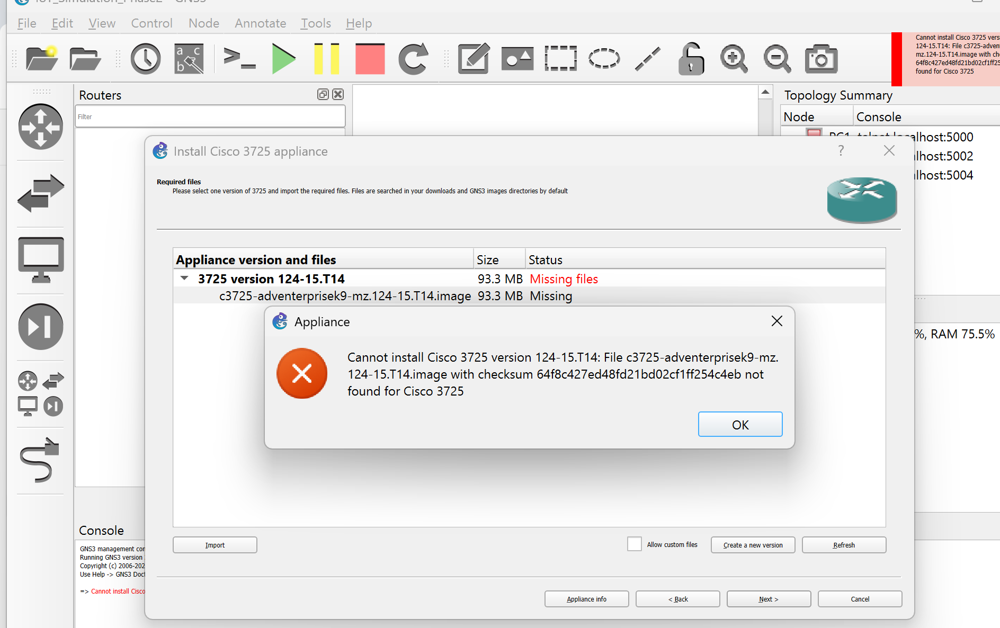 IoT_Simulation_Phase2 - GNS3
File Edit View Control Node Annotate Tools Help
Cannot install Cisco 3725 vers
124-15.T14: File c3725-adven
mz.124-15.T14.image with ch
64f8c427ed48fd21bd02cf1ff25
found for Cisco 3725
Routers
Filter
Topology Summary
Node Console
PC1 telnet localhost:5000
lhost:5002
lhost:5004
Install Cisco 3725 appliance
?
Required files
Please select one version of 3725 and import the required files. Files are searched in your downloads and GNS3 images directories by default
Appliance version and files Size Status
3725 version 124-15.T14 93.3 MB Missing files
c3725-adventerprisek9-mz.124-15.T14.image 93.3 MB Missing
Appliance
Cannot install Cisco 3725 version 124-15.T14: File c3725-adventerprisek9-mz.
124-15.T14.image with checksum 64f8c427ed48fd21bd02cf1ff254c4eb not
found for Cisco 3725
OK
%, RAM 75.5%
Import
Allow custom files
Create a new version
Refresh
Console
GNS3 management con
Running GNS3 version
Copyright (c) 2006-202
Use Help -> GNS3 Doct
=> Cannot install Cisco
Appliance info
< Back
Next >
Cancel